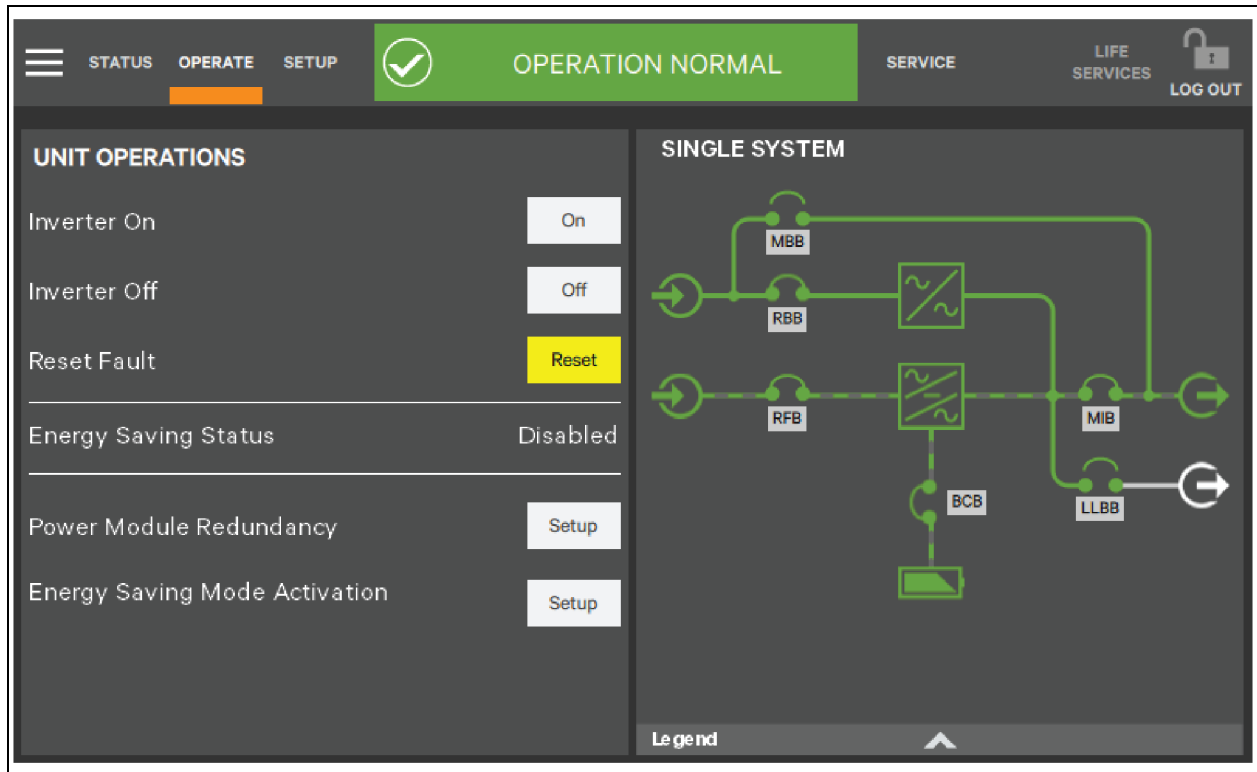 STATUS OPERATE SETUP
OPERATION NORMAL
SERVICE
LIFE
SERVICES
LOG OUT
UNIT OPERATIONS
Inverter On
On
Inverter Off
Off
Reset Fault
Reset
Energy Saving Status
Disabled
Power Module Redundancy
Setup
Energy Saving Mode Activation
Setup
SINGLE SYSTEM
MBB
RBB
RFB
MIB
BCB
LLBB
Legend